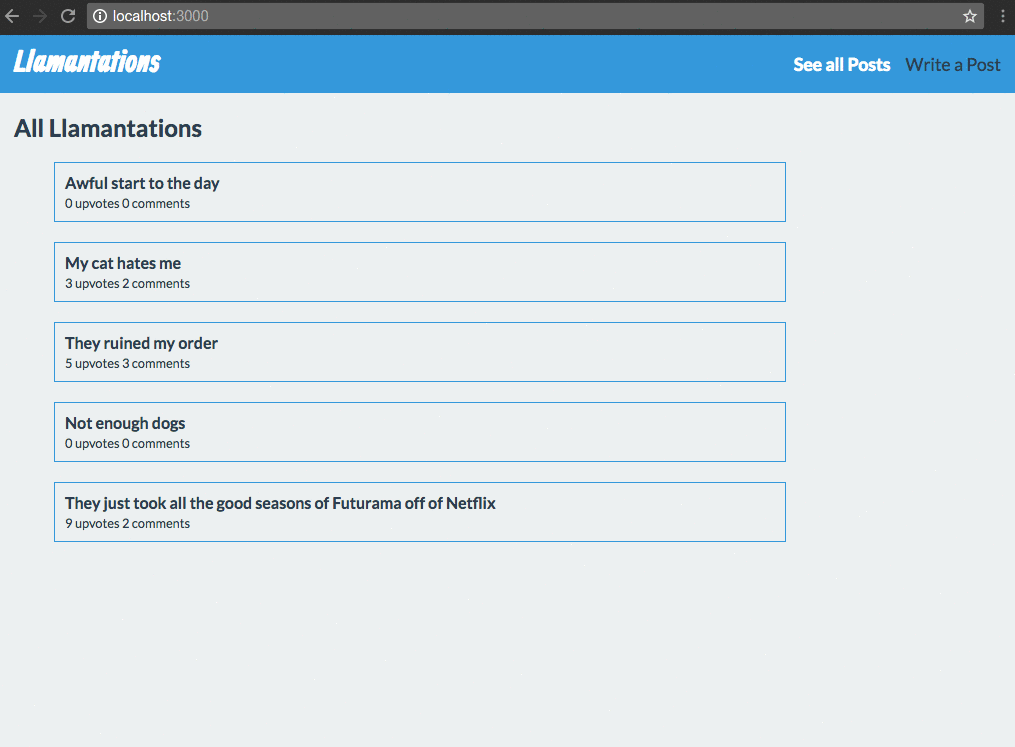 localhost:3000
Llamantations
See all Posts Write a Post
All Llamantations
Awful start to the day
0 upvotes 0 comments
My cat hates me
3 upvotes 2 comments
They ruined my order
5 upvotes 3 comments
Not enough dogs
0 upvotes 0 comments
They just took all the good seasons of Futurama off of Netflix
9 upvotes 2 comments